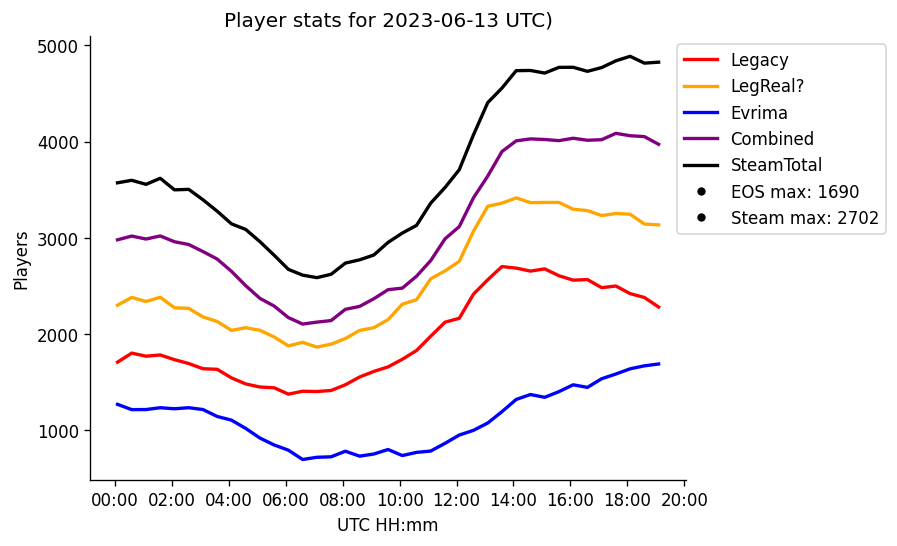 Player stats for 2023-06-13 UTC)
5000
4000
3000
2000
1000
Players
00:00 02:00 04:00 06:00 08:00 10:00 12:00 14:00 16:00 18:00 20:00
UTC HH:mm
Legacy
LegReal?
Evrima
Combined
SteamTotal
EOS max: 1690
Steam max: 2702